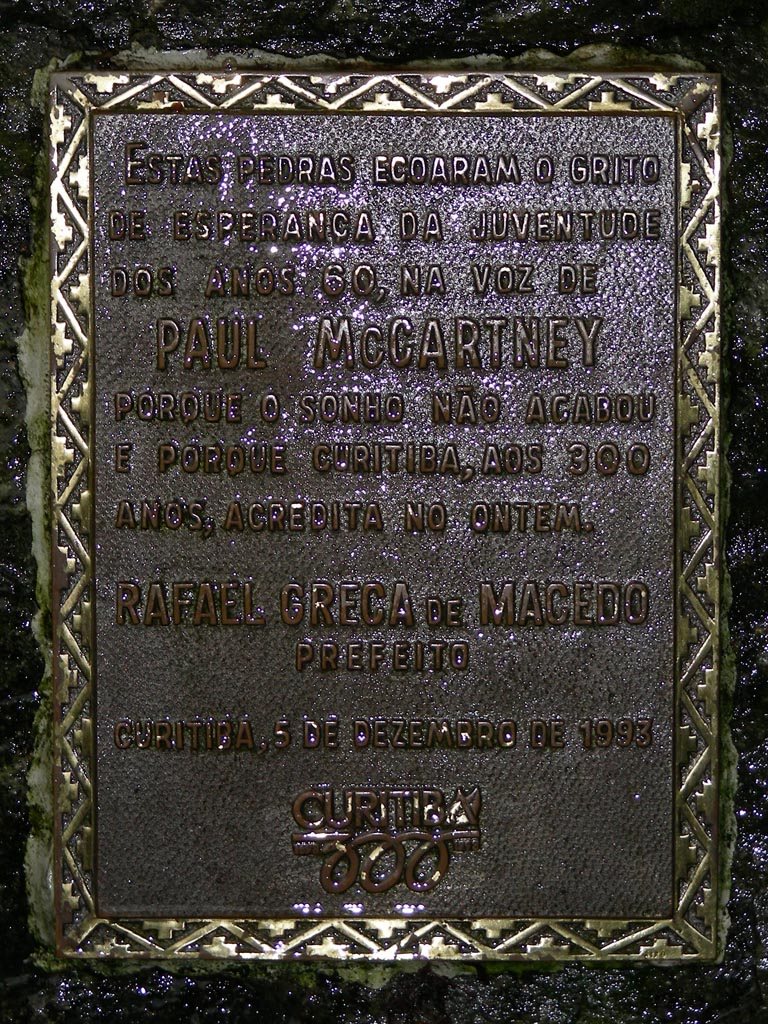 ESTAS PEDRAS ECOARAM O GRITO
DE ESPERANÇA DA JUVENTUDE
DOS ANOS 60, NA VOZ DE
PAUL McCARTNEY
PORQUE O SONHO NÃO ACABOU
E PORQUE CURITIBA, AOS 300
ANOS, ACREDITA NO ONTEM.
RAFAEL GRECA DE MACEDO
PREFEITO
CURITIBA, 5 DE DEZEMBRO DE 1993
CURITIBA
300